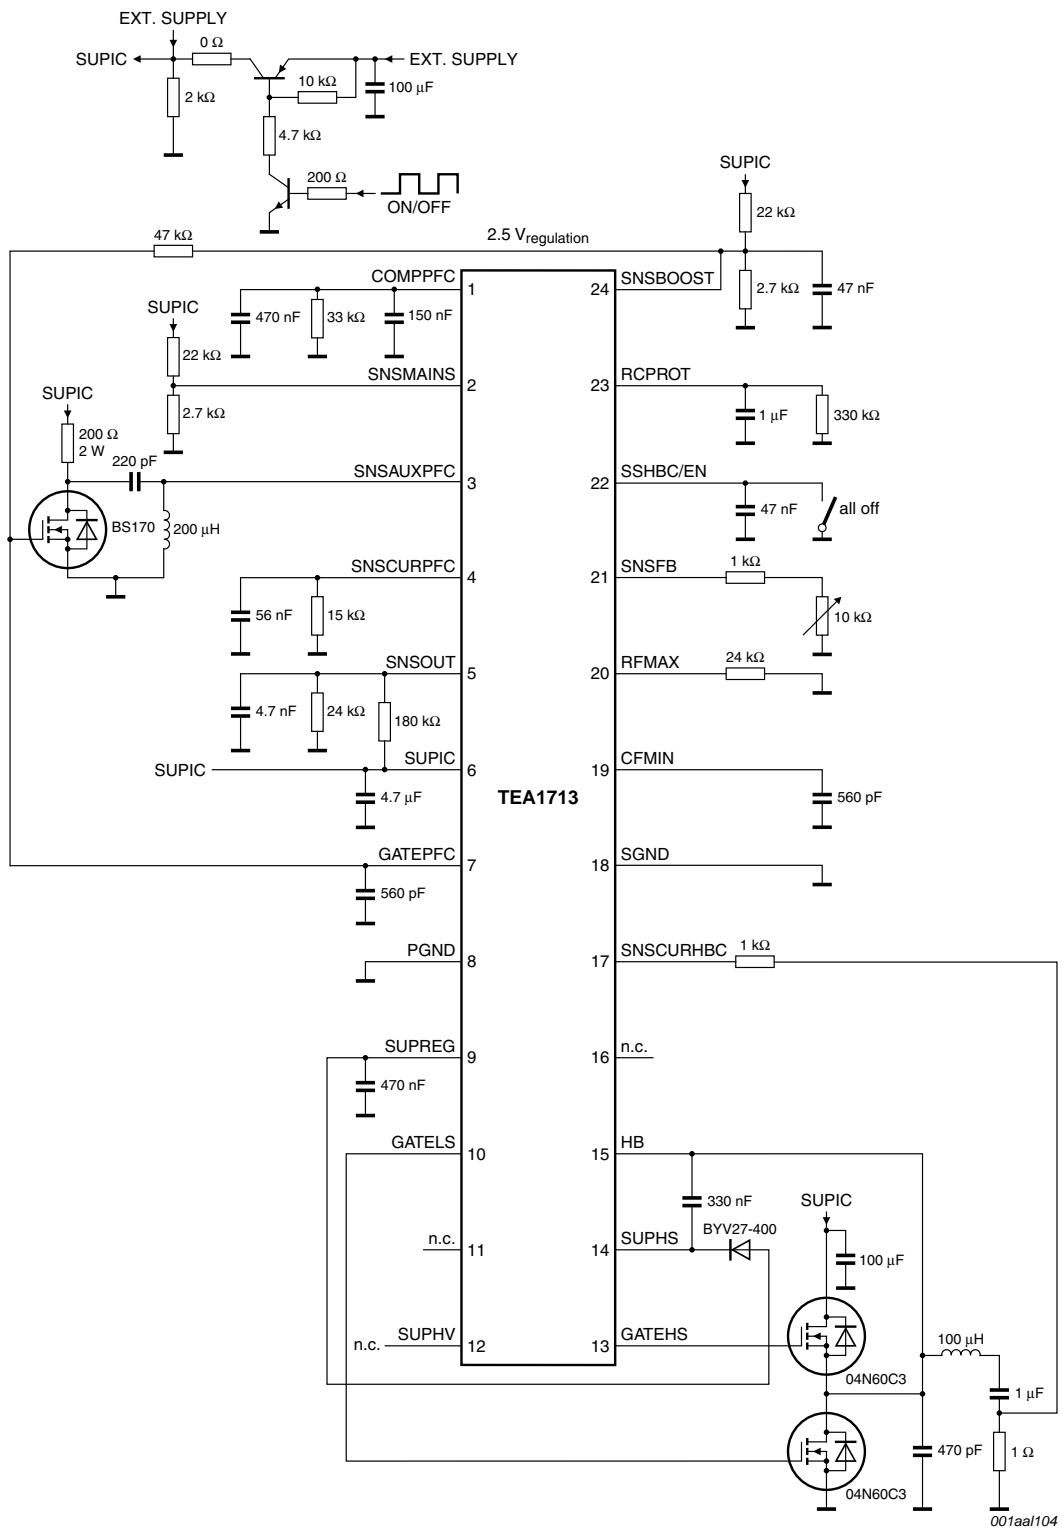 EXT. SUPPLY
SUPIC
0 Ω
EXT. SUPPLY
2 kΩ
10 kΩ
100 μF
4.7 kΩ
200 Ω
ON/OFF
SUPIC
22 kΩ
47 kΩ
2.5 Vregulation
COMPPFC
1
24
SNSBOOST
2.7 kΩ
47 nF
470 nF
33 kΩ
150 nF
SUPIC
22 kΩ
SNSMAINS
2
23
RCPROT
2.7 kΩ
1 μF
330 kΩ
SUPIC
200 Ω
2 W
220 pF
SNSAUXPFC
3
22
SSHBC/EN
47 nF
all off
BS170
200 μH
SNSCURPFC
4
21
SNSFB
1 kΩ
56 nF
15 kΩ
10 kΩ
SNSOUT
5
20
RFMAX
24 kΩ
4.7 nF
24 kΩ
180 kΩ
SUPIC
SUPIC
6
19
CFMIN
TEA1713
4.7 μF
560 pF
GATEPFC
7
18
SGND
560 pF
PGND
8
17
SNSCURHBC
1 kΩ
SUPREG
9
16
n.c.
470 nF
GATELS
10
15
HB
330 nF
SUPIC
n.c.
11
14
SUPHS
BYV27-400
100 μF
n.c.
SUPHV
12
13
GATEHS
100 μH
04N60C3
1 μF
470 pF
1 Ω
04N60C3
001aal104